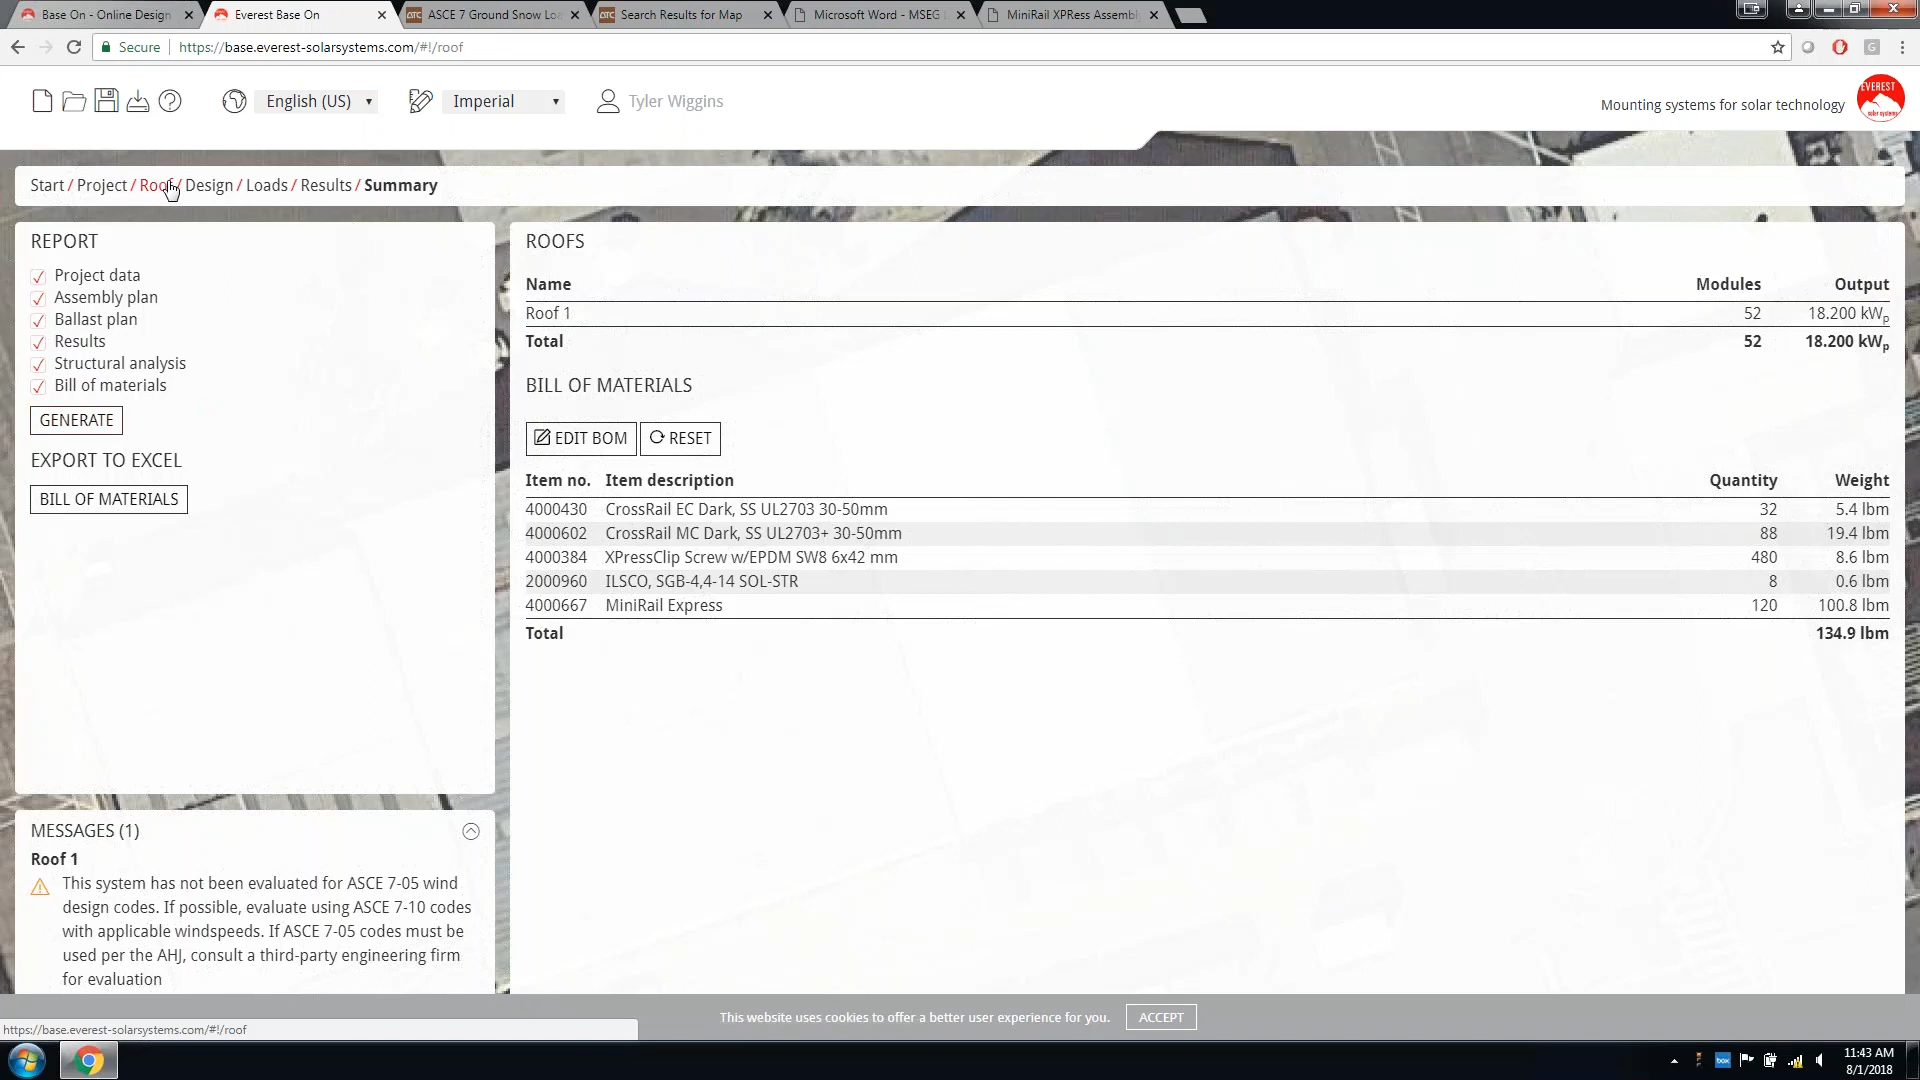 Base On - Online Design
Everest Base On
ASCE 7 Ground Snow Loa
Search Results for Map
Microsoft Word - MSEG
MiniRail XPRess Assembl
Secure
https://base.everest-solarsystems.com/#!/roof
English (US)
Imperial
Tyler Wiggins
Mounting systems for solar technology
EVEREST
solar systems
Start / Project / Roof / Design / Loads / Results / Summary
REPORT
Project data
Assembly plan
Ballast plan
Results
Structural analysis
Bill of materials
GENERATE
EXPORT TO EXCEL
BILL OF MATERIALS
ROOFS
Name Modules Output
Roof 1 52 18.200 kWp
Total 52 18.200 kWp
BILL OF MATERIALS
EDIT BOM RESET
Item no. Item description Quantity Weight
4000430 CrossRail EC Dark, SS UL2703 30-50mm 32 5.4 lbm
4000602 CrossRail MC Dark, SS UL2703+ 30-50mm 88 19.4 lbm
4000384 XPressClip Screw w/EPDM SW8 6x42 mm 480 8.6 lbm
2000960 ILSCO, SGB-4,4-14 SOL-STR 8 0.6 lbm
4000667 MiniRail Express 120 100.8 lbm
Total 134.9 lbm
MESSAGES (1)
Roof 1
This system has not been evaluated for ASCE 7-05 wind
design codes. If possible, evaluate using ASCE 7-10 codes
with applicable windspeeds. If ASCE 7-05 codes must be
used per the AHJ, consult a third-party engineering firm
for evaluation
This website uses cookies to offer a better user experience for you. ACCEPT
https://base.everest-solarsystems.com/#!/roof
box
11:43 AM
8/1/2018